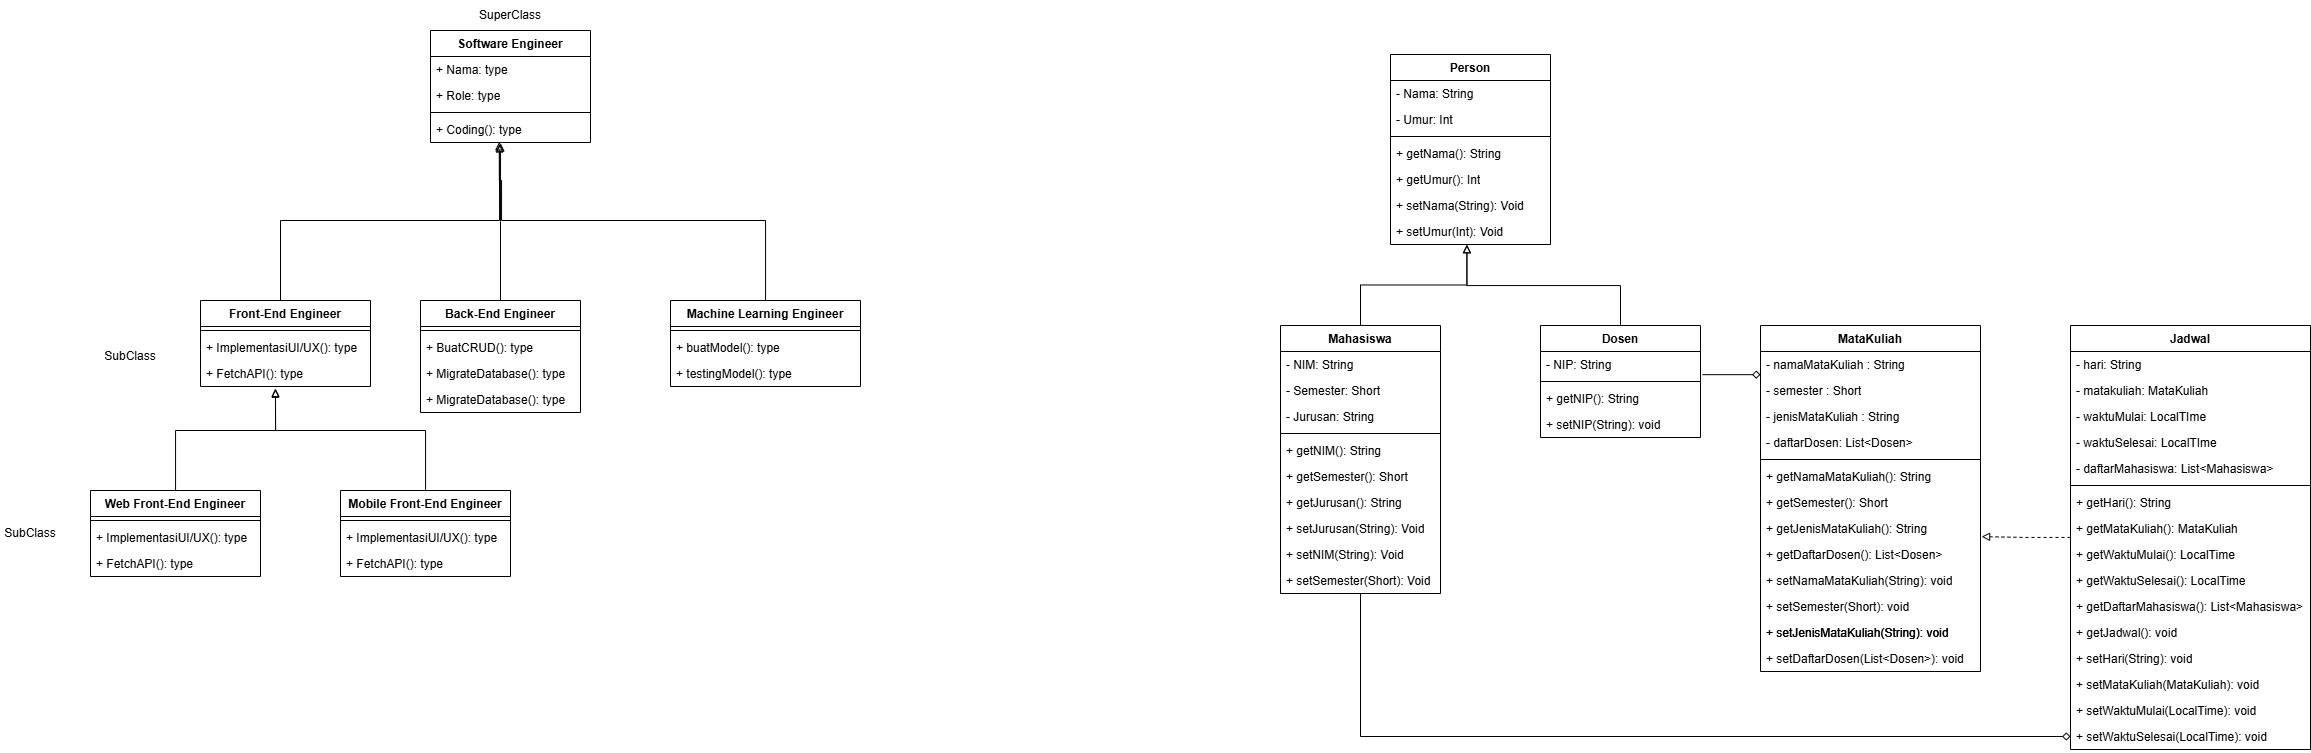 SuperClass
Software Engineer
+ Nama: type
+ Role: type
+ Coding(): type
SubClass
Front-End Engineer
+ ImplementasiUI/UX(): type
+ FetchAPI(): type
Back-End Engineer
+ BuatCRUD(): type
+ MigrateDatabase(): type
+ MigrateDatabase(): type
Machine Learning Engineer
+ buatModel(): type
+ testingModel(): type
SubClass
Web Front-End Engineer
+ ImplementasiUI/UX(): type
+ FetchAPI(): type
Mobile Front-End Engineer
+ ImplementasiUI/UX(): type
+ FetchAPI(): type
Person
- Nama: String
- Umur: Int
+ getNama(): String
+ getUmur(): Int
+ setNama(String): Void
+ setUmur(Int): Void
Mahasiswa
- NIM: String
- Semester: Short
- Jurusan: String
+ getNIM(): String
+ getSemester(): Short
+ getJurusan(): String
+ setJurusan(String): Void
+ setNIM(String): Void
+ setSemester(Short): Void
Dosen
- NIP: String
+ getNIP(): String
+ setNIP(String): void
MataKuliah
- namaMataKuliah : String
- semester : Short
- jenisMataKuliah : String
- daftarDosen: List<Dosen>
+ getNamaMataKuliah(): String
+ getSemester(): Short
+ getJenisMataKuliah(): String
+ getDaftarDosen(): List<Dosen>
+ setNamaMataKuliah(String): void
+ setSemester(Short): void
+ setJenisMataKuliah(String): void
+ setDaftarDosen(List<Dosen>): void
Jadwal
- hari: String
- matakuliah: MataKuliah
- waktuMulai: LocalTIme
- waktuSelesai: LocalTIme
- daftarMahasiswa: List<Mahasiswa>
+ getHari(): String
+ getMataKuliah(): MataKuliah
+ getWaktuMulai(): LocalTime
+ getWaktuSelesai(): LocalTime
+ getDaftarMahasiswa(): List<Mahasiswa>
+ getJadwal(): void
+ setHari(String): void
+ setMataKuliah(MataKuliah): void
+ setWaktuMulai(LocalTime): void
+ setWaktuSelesai(LocalTime): void